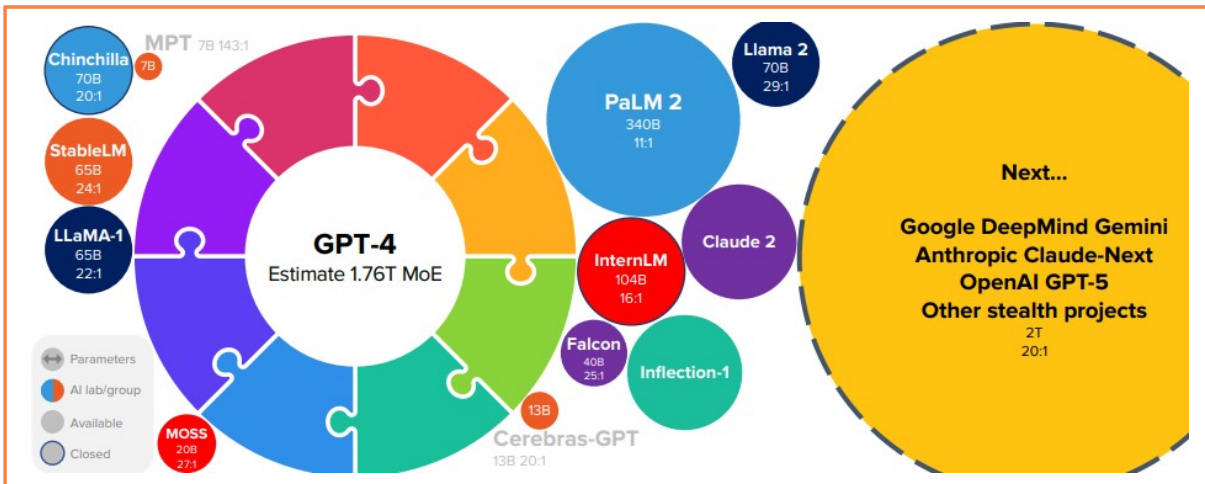 MPT 7B 143:1
7B
Chinchilla
70B
20:1
StableLM
65B
24:1
LLaMA-1
65B
22:1
GPT-4
Estimate 1.76T MoE
PaLM 2
340B
11:1
Llama 2
70B
29:1
Claude 2
InternLM
104B
16:1
Falcon
40B
25:1
Inflection-1
13B
Cerebras-GPT
13B 20:1
MOSS
20B
27:1
Parameters
AI lab/group
Available
Closed
Next...
Google DeepMind Gemini
Anthropic Claude-Next
OpenAI GPT-5
Other stealth projects
2T
20:1